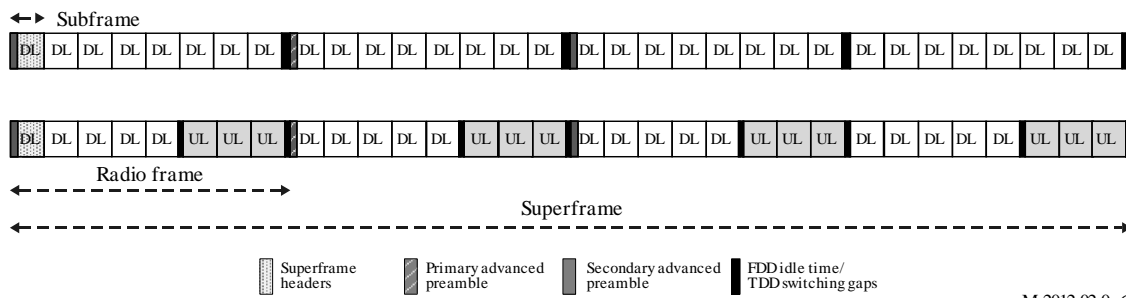 Subframe
DL DL DL DL DL DL DL DL DL DL DL DL DL DL DL DL DL DL DL DL DL DL DL DL DL DL DL DL DL DL DL DL
DL DL DL DL DL UL UL UL DL DL DL DL DL UL UL UL DL DL DL DL DL UL UL UL DL DL DL DL DL UL UL UL
Radio frame
Superframe
Superframe headers
Primary advanced preamble
Secondary advanced preamble
FDD idle time/ TDD switching gaps